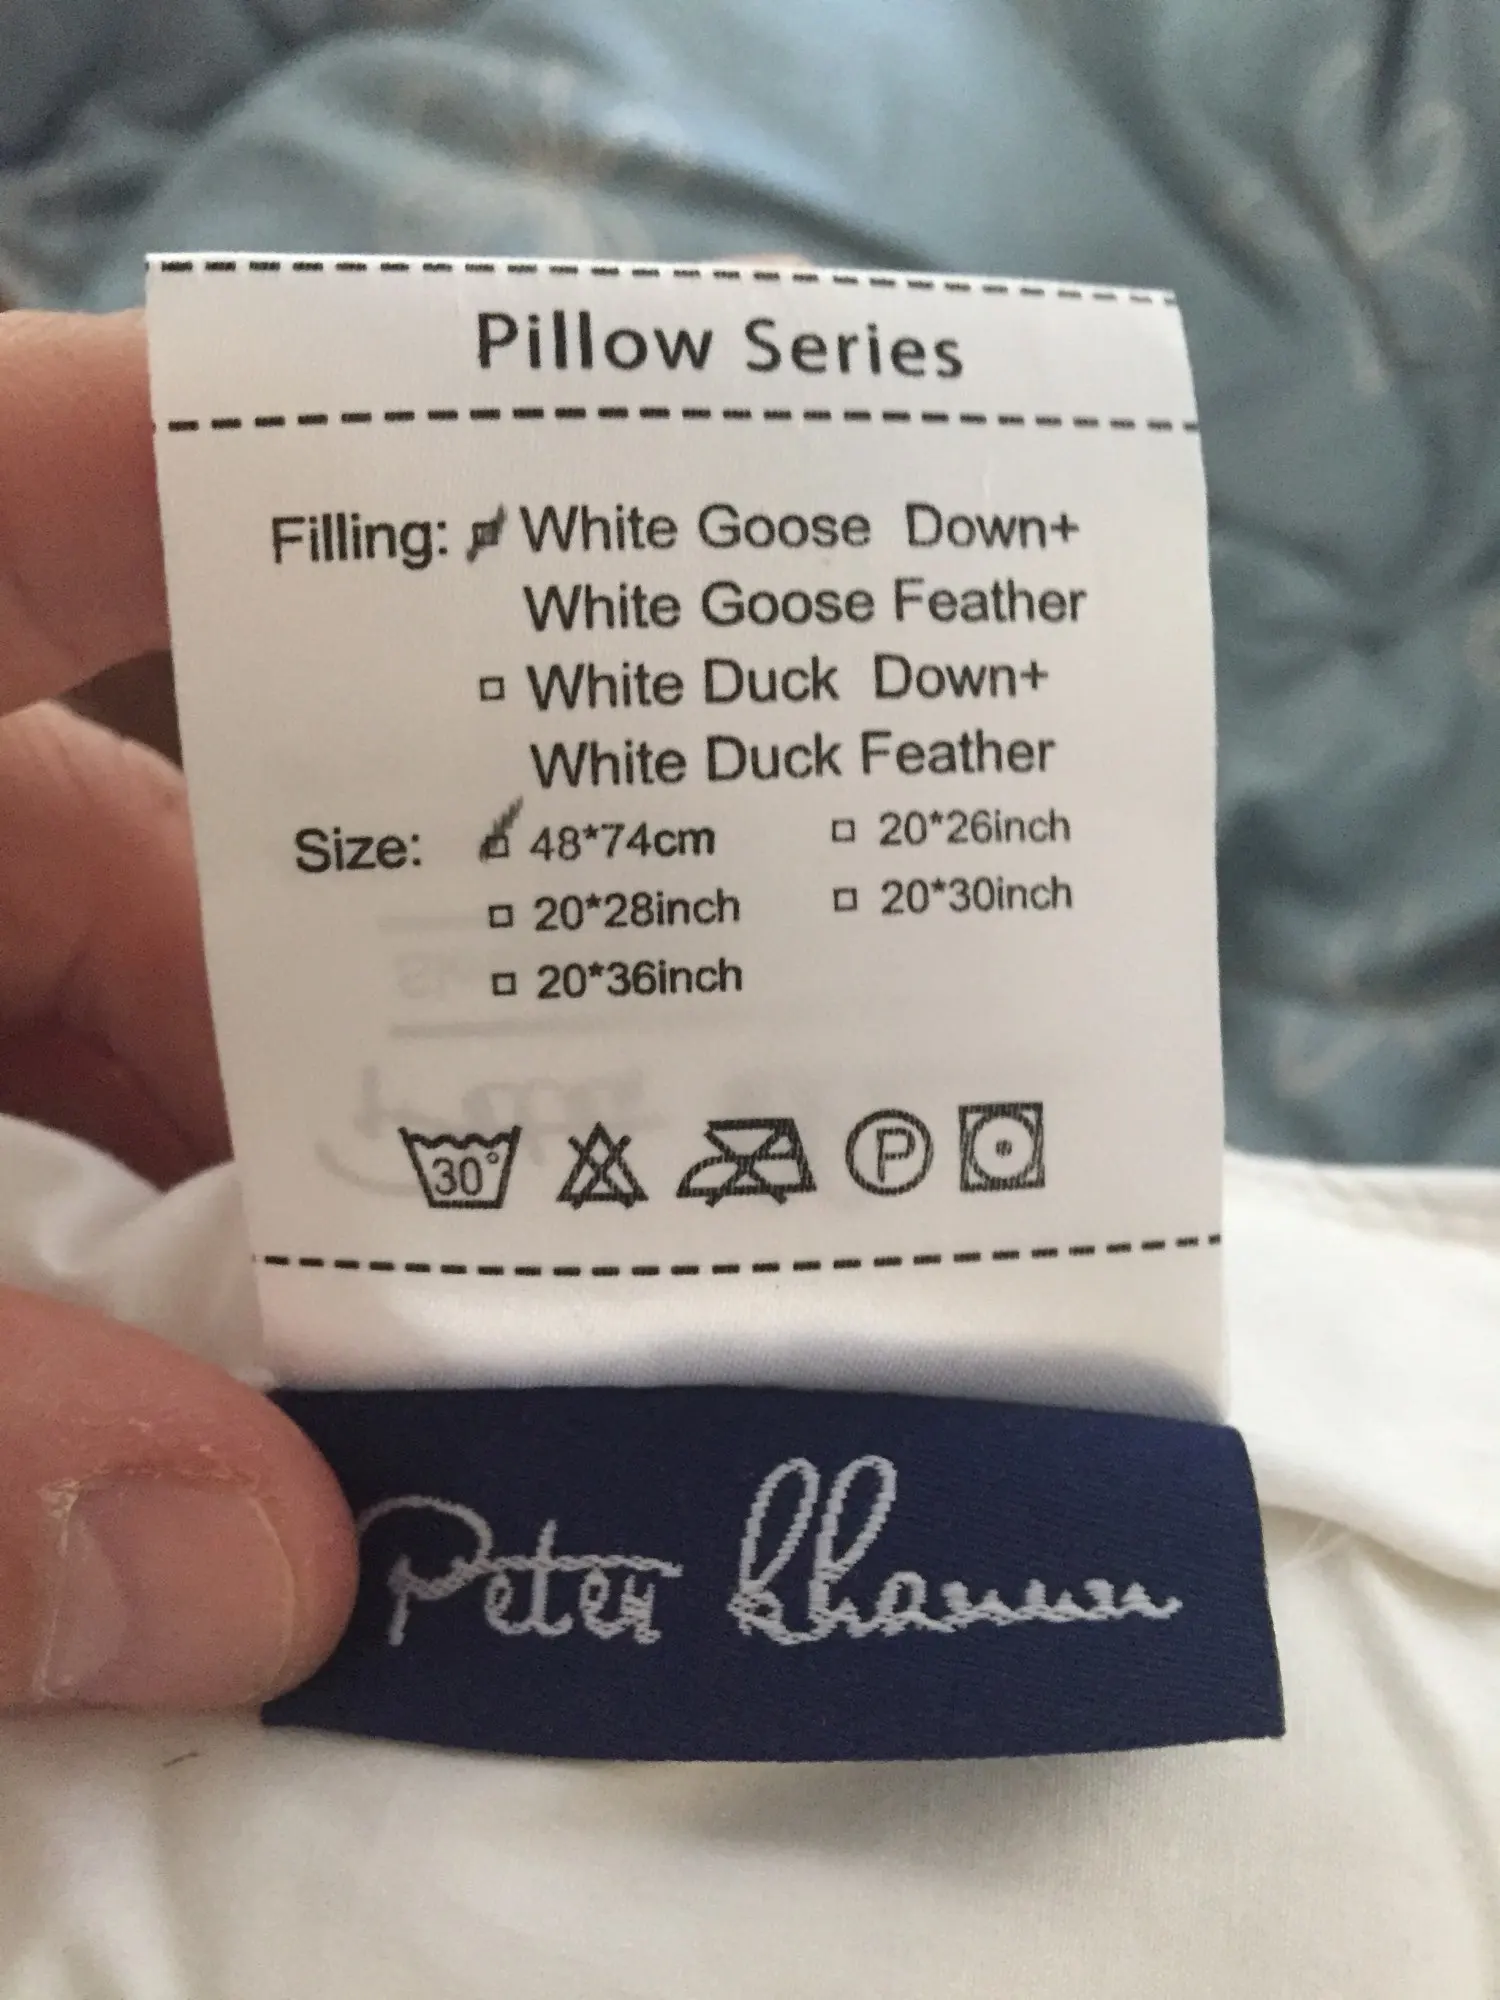 Pillow Series
Filling: White Goose Down+
White Goose Feather
□ White Duck Down+
White Duck Feather
Size: 48*74cm □ 20*26inch
□ 20*28inch □ 20*30inch
□ 20*36inch
30° P
Peter Khanun